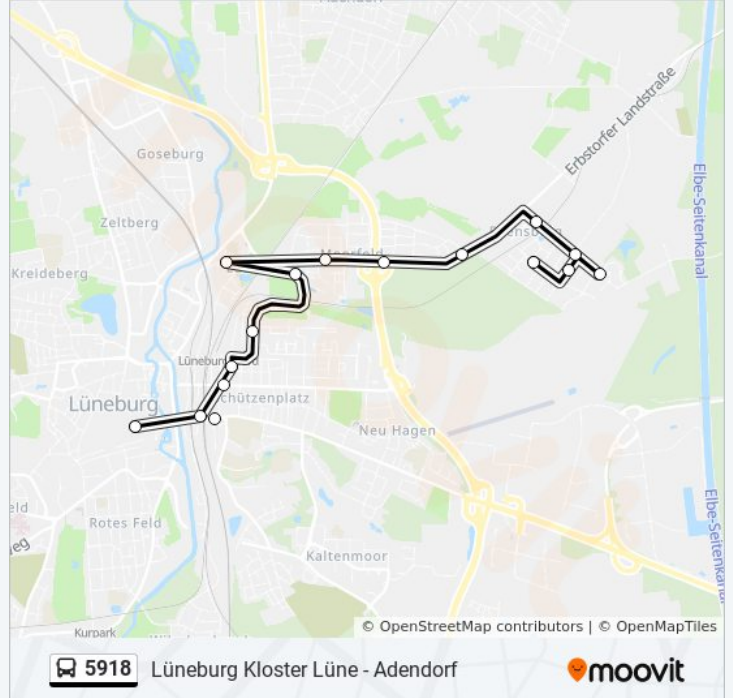 Goseburg
Erbstorfer Landstraße
Elbe-Seitenkanal
Zeltberg
Moorfeld
Kreideberg
Lüneburg
Schützenplatz
Lüneburg
Neu Hagen
Rotes Feld
Elbe-Seitenkanal
Kaltenmoor
Kurpark
© OpenStreetMap contributors | © OpenMapTiles
5918 Lüneburg Kloster Lüne - Adendorf
moovit